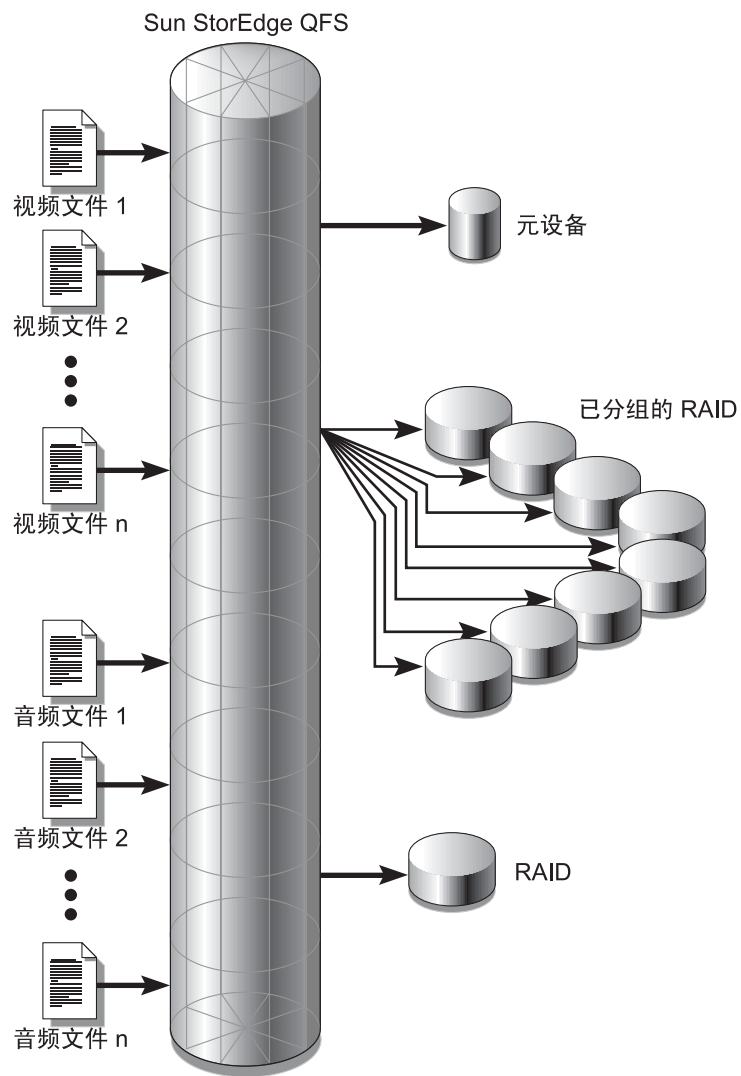 Sun StorEdge QFS
视频文件 1
元设备
视频文件 2
已分组的 RAID
视频文件 n
音频文件 1
音频文件 2
RAID
音频文件 n